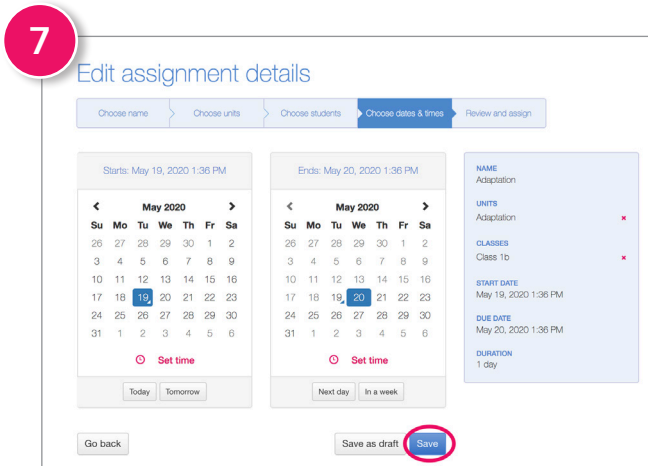 7
Edit assignment details
Choose name Choose units Choose students Choose dates & times Review and assign
Starts: May 19, 2020 1:36 PM
May 2020
Su Mo Tu We Th Fr Sa
26 27 28 29 30 1 2
3 4 5 6 7 8 9
10 11 12 13 14 15 16
17 18 19 20 21 22 23
24 25 26 27 28 29 30
31 1 2 3 4 5 6
Set time
Today Tomorrow
Ends: May 20, 2020 1:36 PM
May 2020
Su Mo Tu We Th Fr Sa
26 27 28 29 30 1 2
3 4 5 6 7 8 9
10 11 12 13 14 15 16
17 18 19 20 21 22 23
24 25 26 27 28 29 30
31 1 2 3 4 5 6
Set time
Next day In a week
NAME
Adaptation
UNITS
Adaptation
CLASSES
Class 1b
START DATE
May 19, 2020 1:36 PM
DUE DATE
May 20, 2020 1:36 PM
DURATION
1 day
Go back Save as draft Save